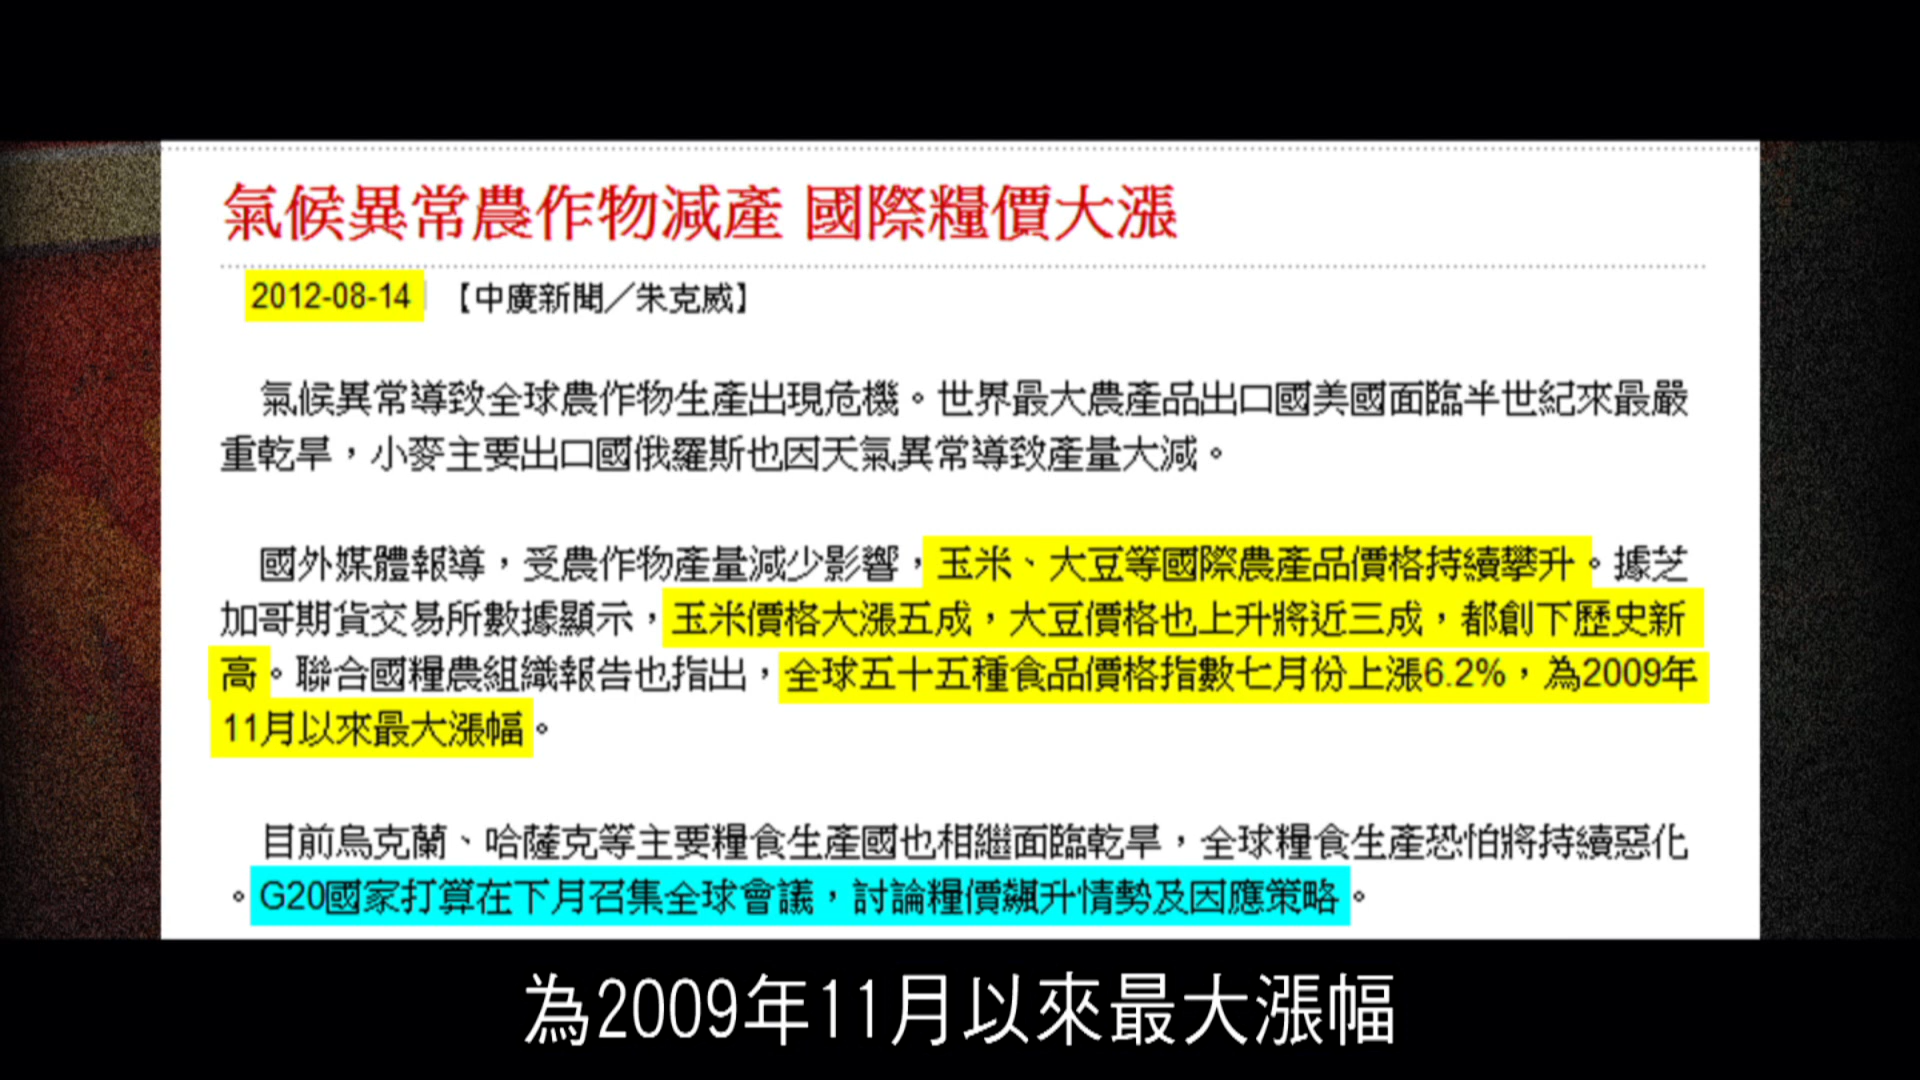 氣候異常農作物減產 國際糧價大漲
2012-08-14 【中廣新聞／朱克威】
氣候異常導致全球農作物生產出現危機。世界最大農產品出口國美國面臨半世紀來最嚴
重乾旱，小麥主要出口國俄羅斯也因天氣異常導致產量大減。
國外媒體報導，受農作物產量減少影響，玉米、大豆等國際農產品價格持續攀升。據芝
加哥期貨交易所數據顯示，玉米價格大漲五成，大豆價格也上升將近三成，都創下歷史新
高。聯合國糧農組織報告也指出，全球五十五種食品價格指數七月份上漲6.2%，為2009年
11月以來最大漲幅。
目前烏克蘭、哈薩克等主要糧食生產國也相繼面臨乾旱，全球糧食生產恐怕將持續惡化
。G20國家打算在下月召集全球會議，討論糧價飆升情勢及因應策略。
為2009年11月以來最大漲幅